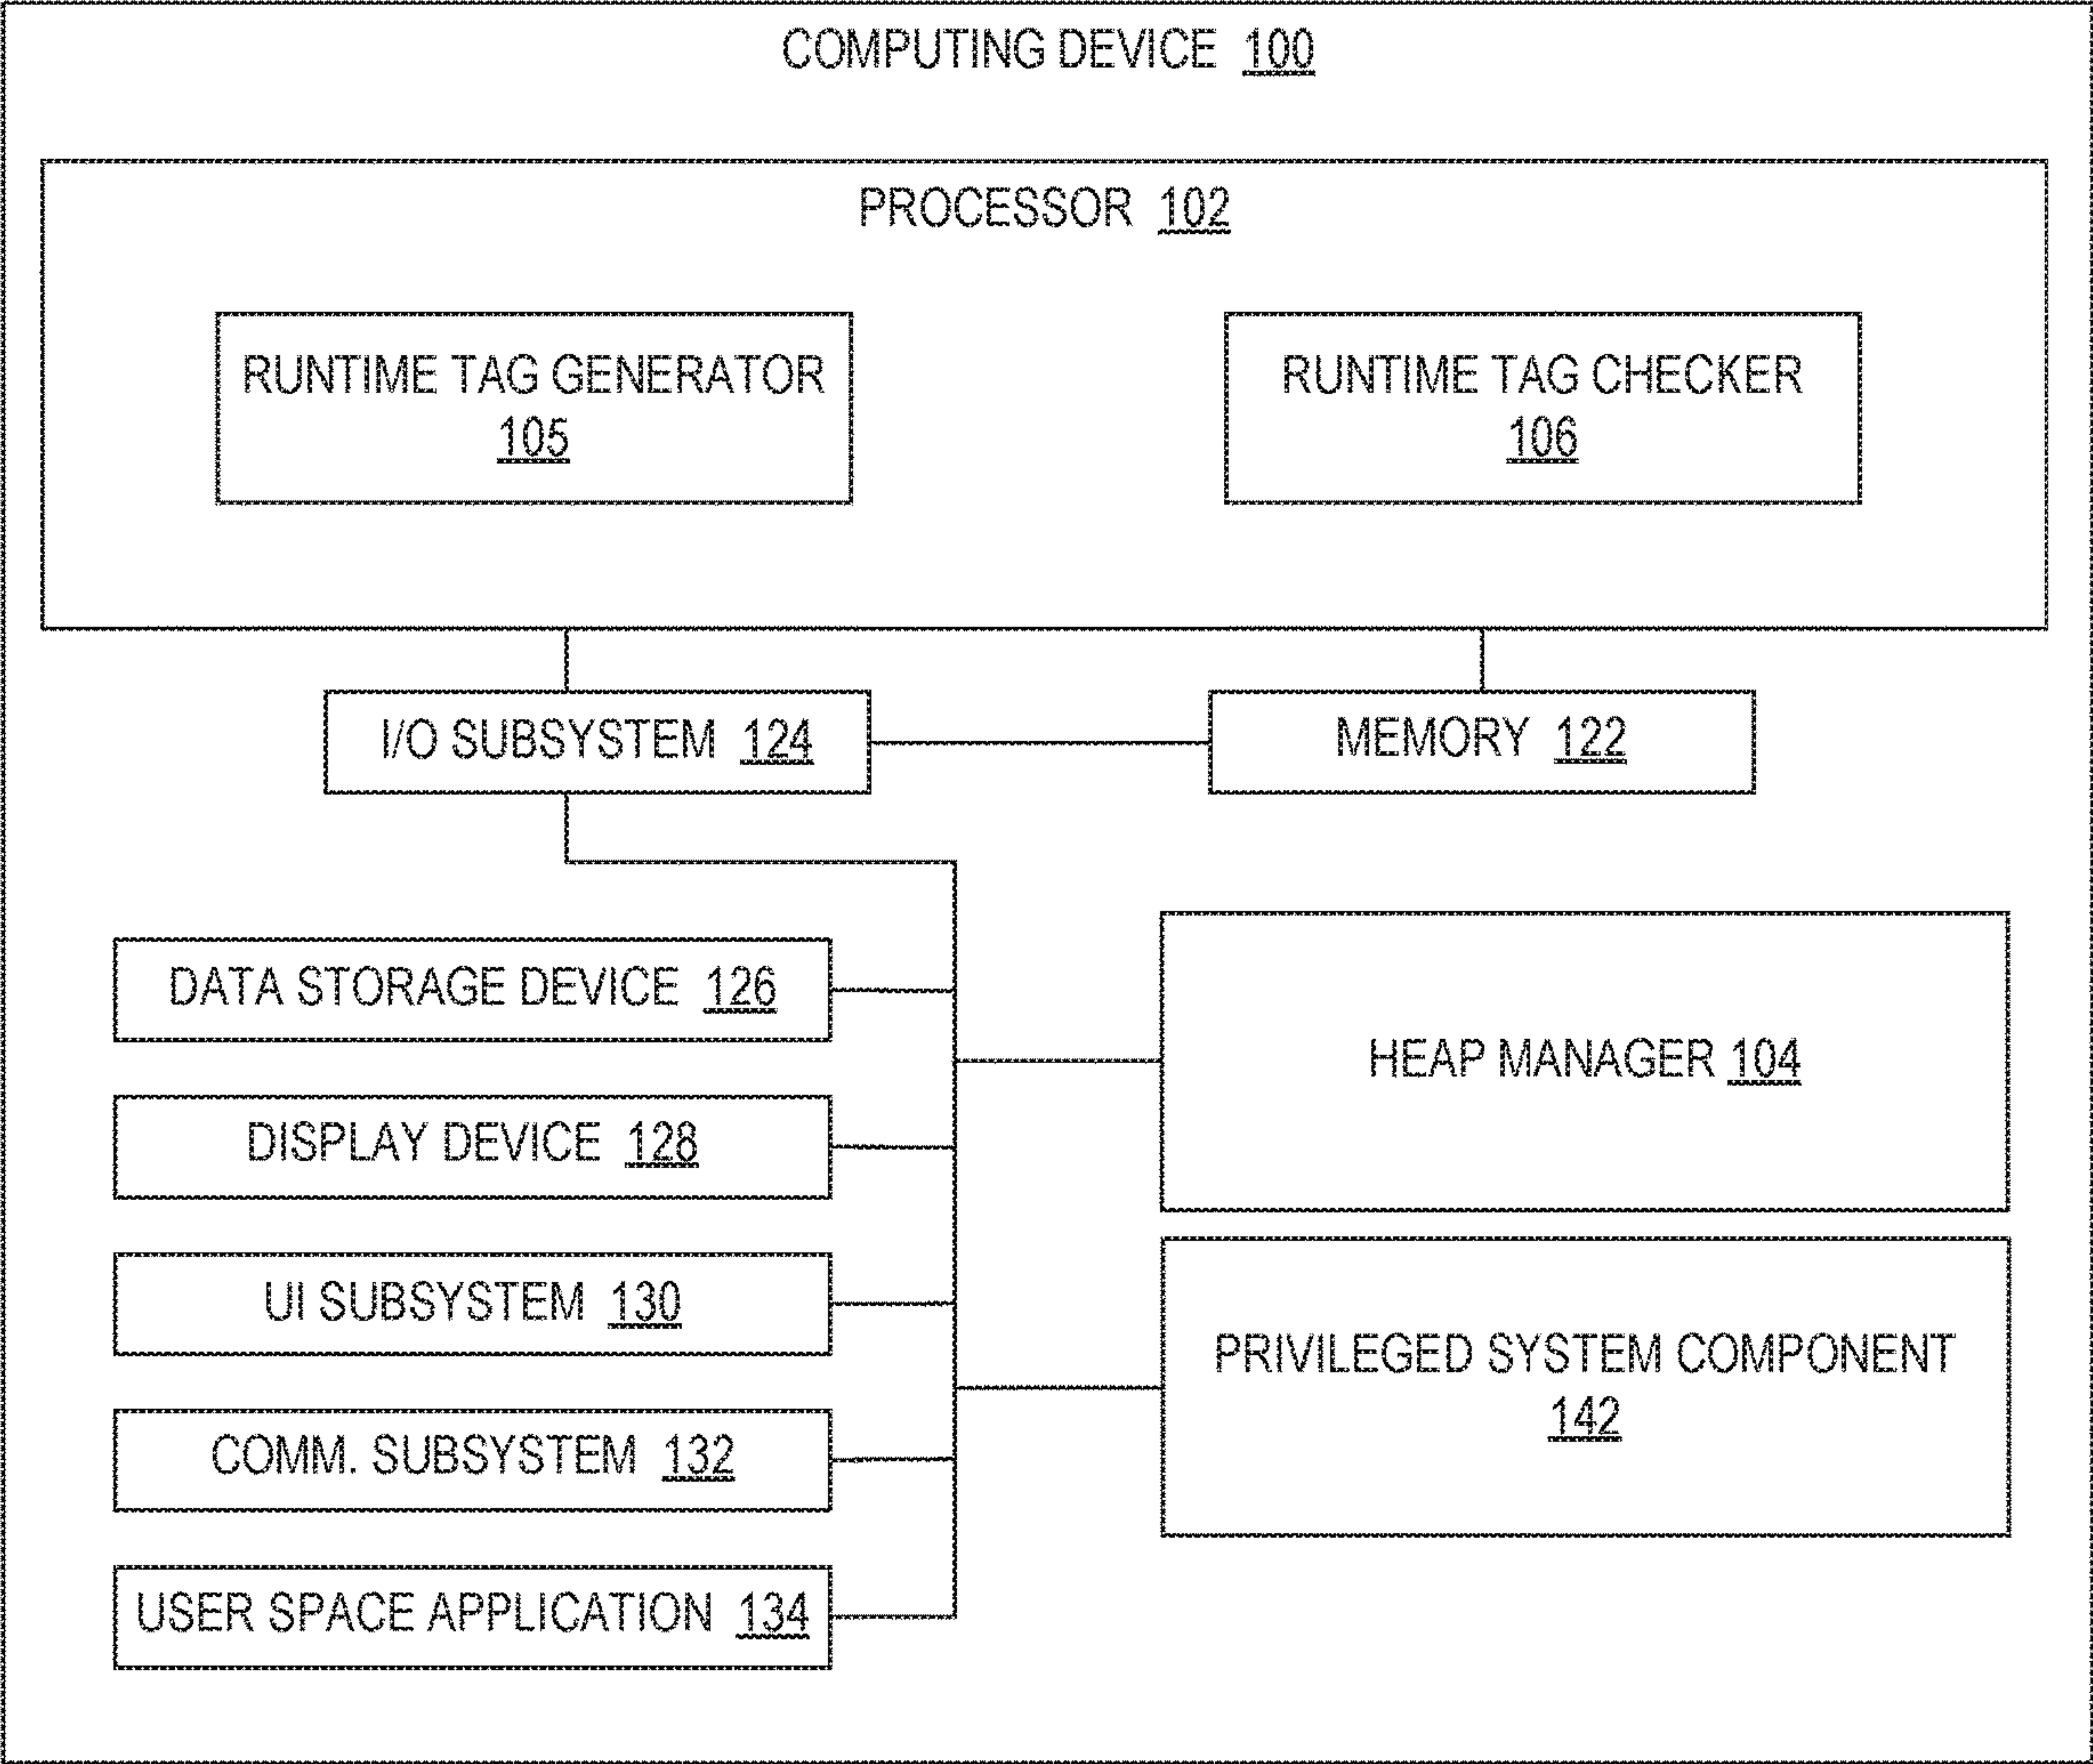 COMPUTING DEVICE 100
PROCESSOR 102
RUNTIME TAG GENERATOR
105
RUNTIME TAG CHECKER
106
I/O SUBSYSTEM 124
MEMORY 122
DATA STORAGE DEVICE 126
DISPLAY DEVICE 128
UI SUBSYSTEM 130
COMM. SUBSYSTEM 132
USER SPACE APPLICATION 134
HEAP MANAGER 104
PRIVILEGED SYSTEM COMPONENT
142